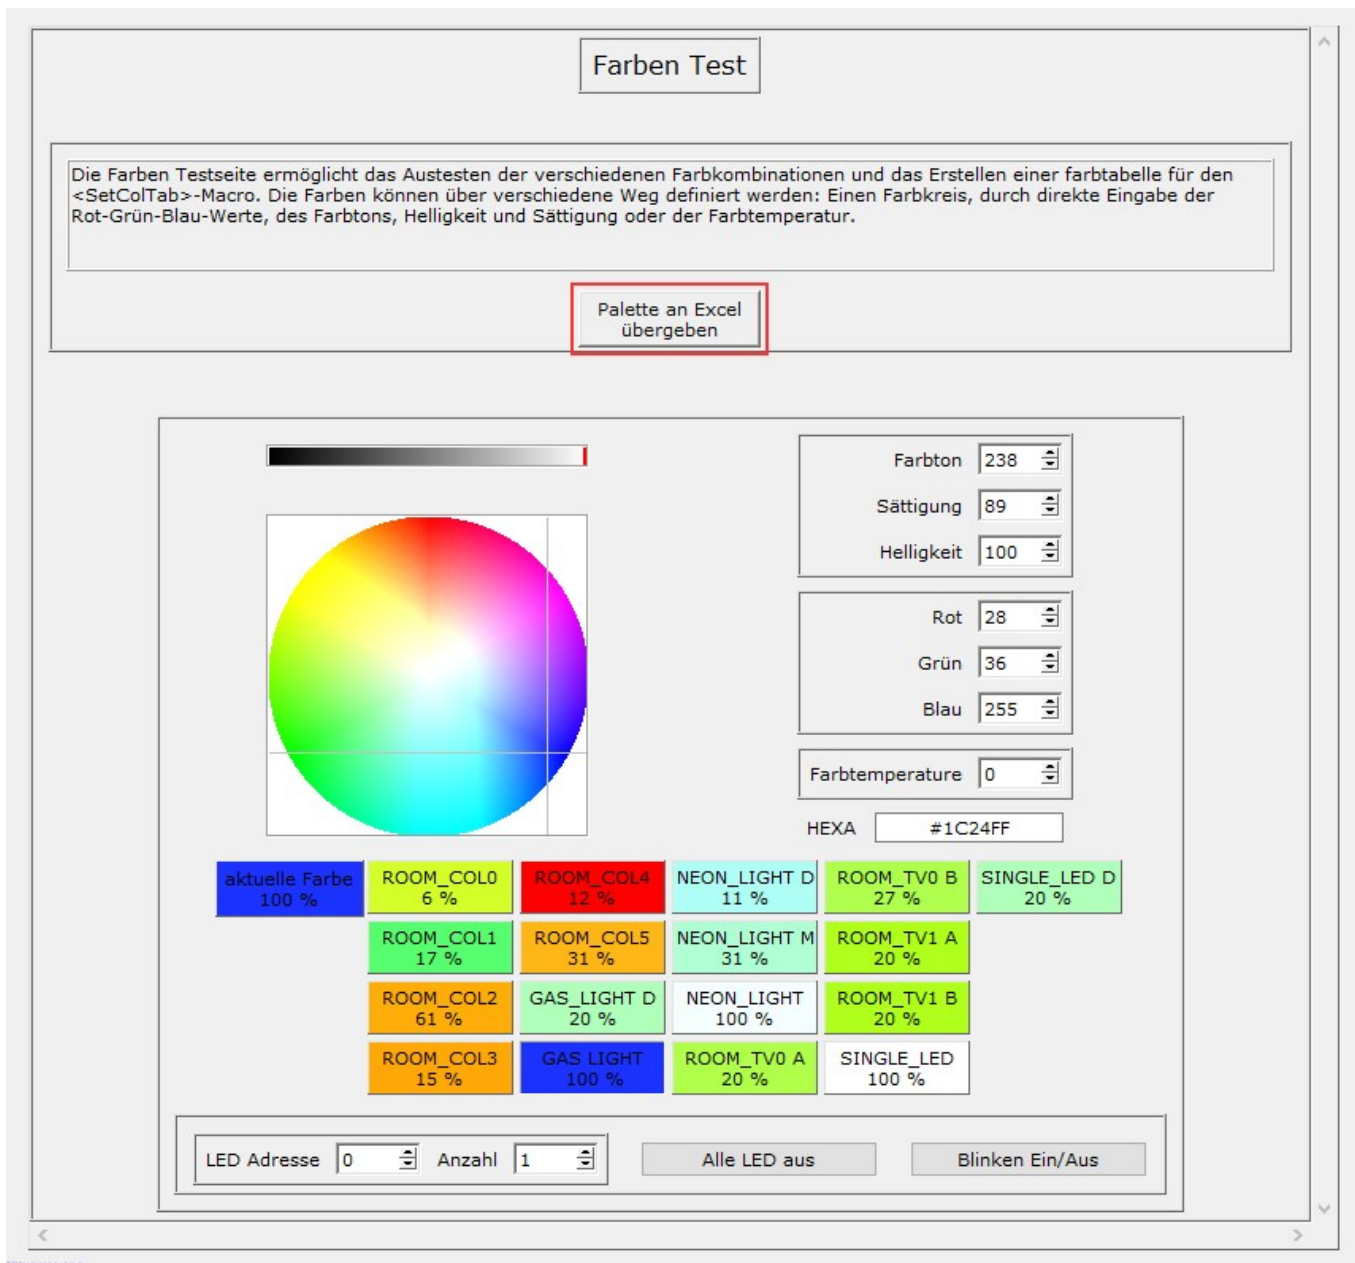 Farben Test
Die Farben Testseite ermöglicht das Austesten der verschiedenen Farbkombinationen und das Erstellen einer farbtabelle für den
<SetColTab>-Macro. Die Farben können über verschiedene Weg definiert werden: Einen Farbkreis, durch direkte Eingabe der
Rot-Grün-Blau-Werte, des Farbtons, Helligkeit und Sättigung oder der Farbtemperatur.
Palette an Excel
übergeben
Farbton 238
Sättigung 89
Helligkeit 100
Rot 28
Grün 36
Blau 255
Farbtemperature 0
HEXA #1C24FF
aktuelle Farbe ROOM_COL0 ROOM_COL4 NEON_LIGHT D ROOM_TV0 B SINGLE_LED D
100 % 6 % 12 % 11 % 27 % 20 %
ROOM_COL1 ROOM_COL5 NEON_LIGHT M ROOM_TV1 A
17 % 31 % 31 % 20 %
ROOM_COL2 GAS_LIGHT D NEON_LIGHT ROOM_TV1 B
61 % 20 % 100 % 20 %
ROOM_COL3 GAS LIGHT ROOM_TV0 A SINGLE_LED
15 % 100 % 20 % 100 %
LED Adresse 0 Anzahl 1 Alle LED aus Blinken Ein/Aus